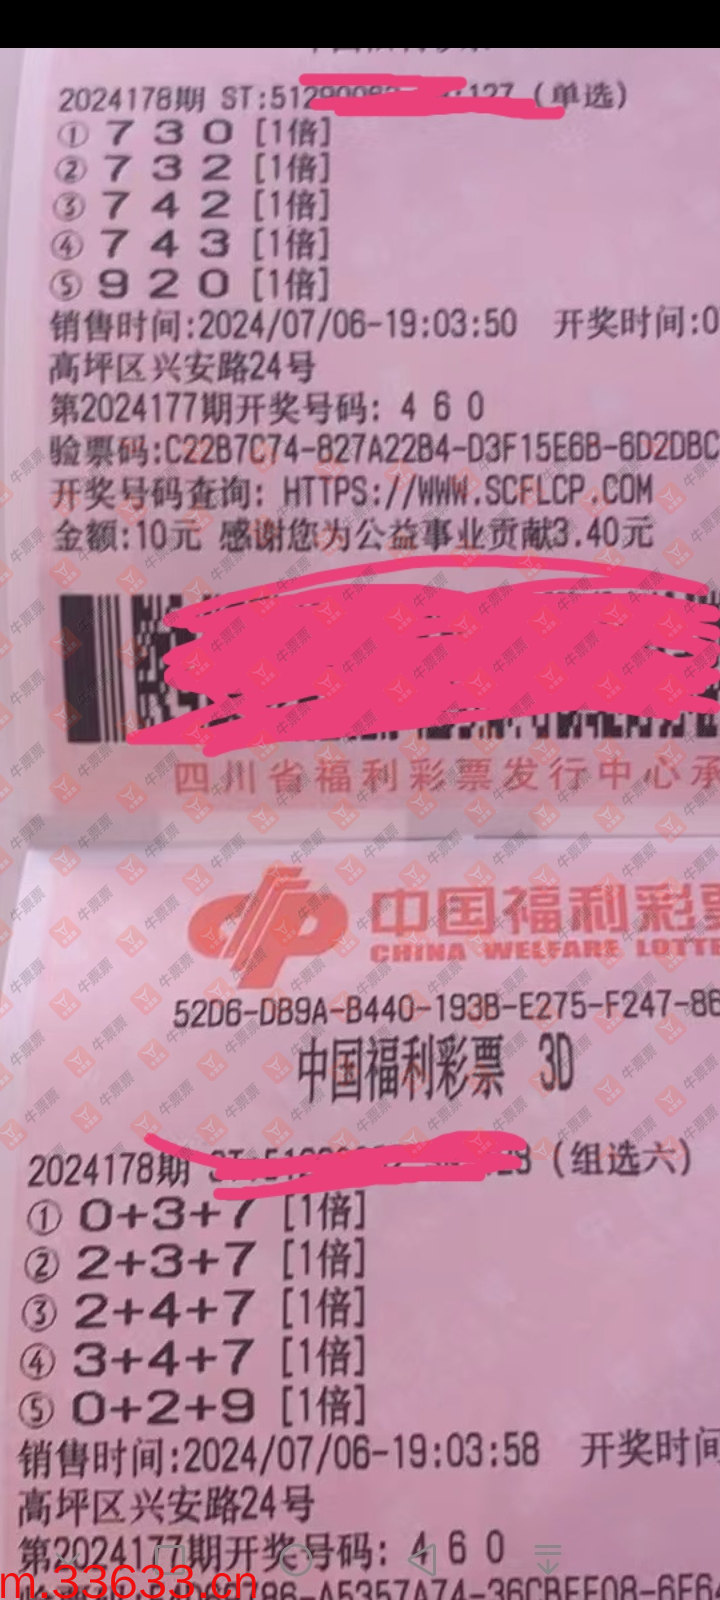 2024178期 ST:51290082 127 (单选)
① 7 3 0 [1倍]
② 7 3 2 [1倍]
③ 7 4 2 [1倍]
④ 7 4 3 [1倍]
⑤ 9 2 0 [1倍]
销售时间:2024/07/06-19:03:50 开奖时间:0
高坪区兴安路24号
第2024177期开奖号码: 4 6 0
验票码:C22B7C74-827A22B4-D3F15E6B-6D2DBC
开奖号码查询: HTTPS://WWW.SCFLCP.COM
金额:10元 感谢您为公益事业贡献3.40元
四川省福利彩票发行中心承
中国福利彩票
CHINA WELFARE LOTTE
52D6-DB9A-B440-193B-E275-F247-86
中国福利彩票 3D
2024178期 (组选六)
① 0+3+7 [1倍]
② 2+3+7 [1倍]
③ 2+4+7 [1倍]
④ 3+4+7 [1倍]
⑤ 0+2+9 [1倍]
销售时间:2024/07/06-19:03:58 开奖时间
高坪区兴安路24号
第2024177期开奖号码: 4 6 0
m.33633.cn
牛票票